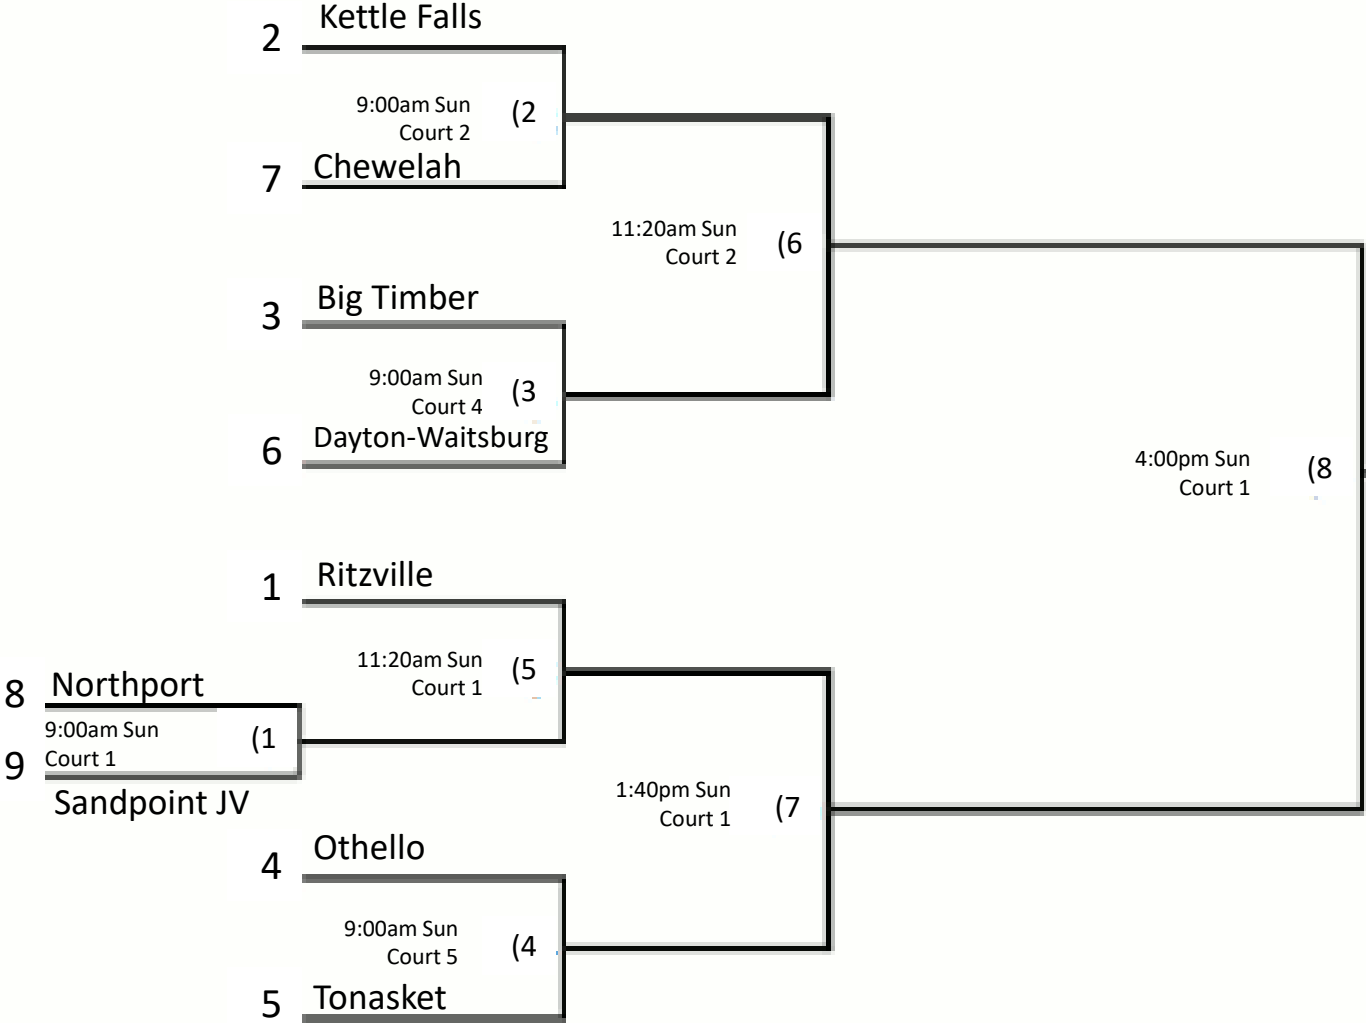 Kettle Falls
2
9:00am Sun (2
Court 2
7 Chewelah
11:20am Sun (6
Court 2
Big Timber
3
9:00am Sun (3
Court 4
Dayton-Waitsburg
6
4:00pm Sun (8
Court 1
Ritzville
1
11:20am Sun (5
Court 1
8 Northport
9:00am Sun (1
Court 1
9
Sandpoint JV
1:40pm Sun (7
Court 1
Othello
4
9:00am Sun (4
Court 5
5 Tonasket